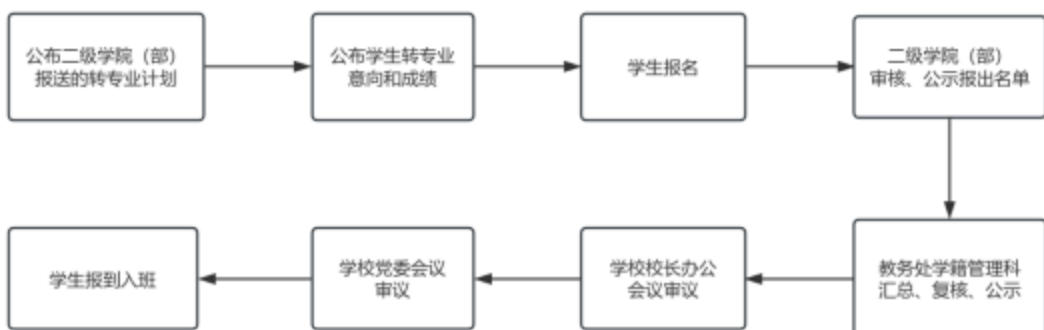 公布二级学院（部）
报送的转专业计划
公布学生转专业
意向和成绩
学生报名
二级学院（部）
审核、公示报出名单
教务处学籍管理科
汇总、复核、公示
学校校长办公
会议审议
学校党委会议
审议
学生报到入班